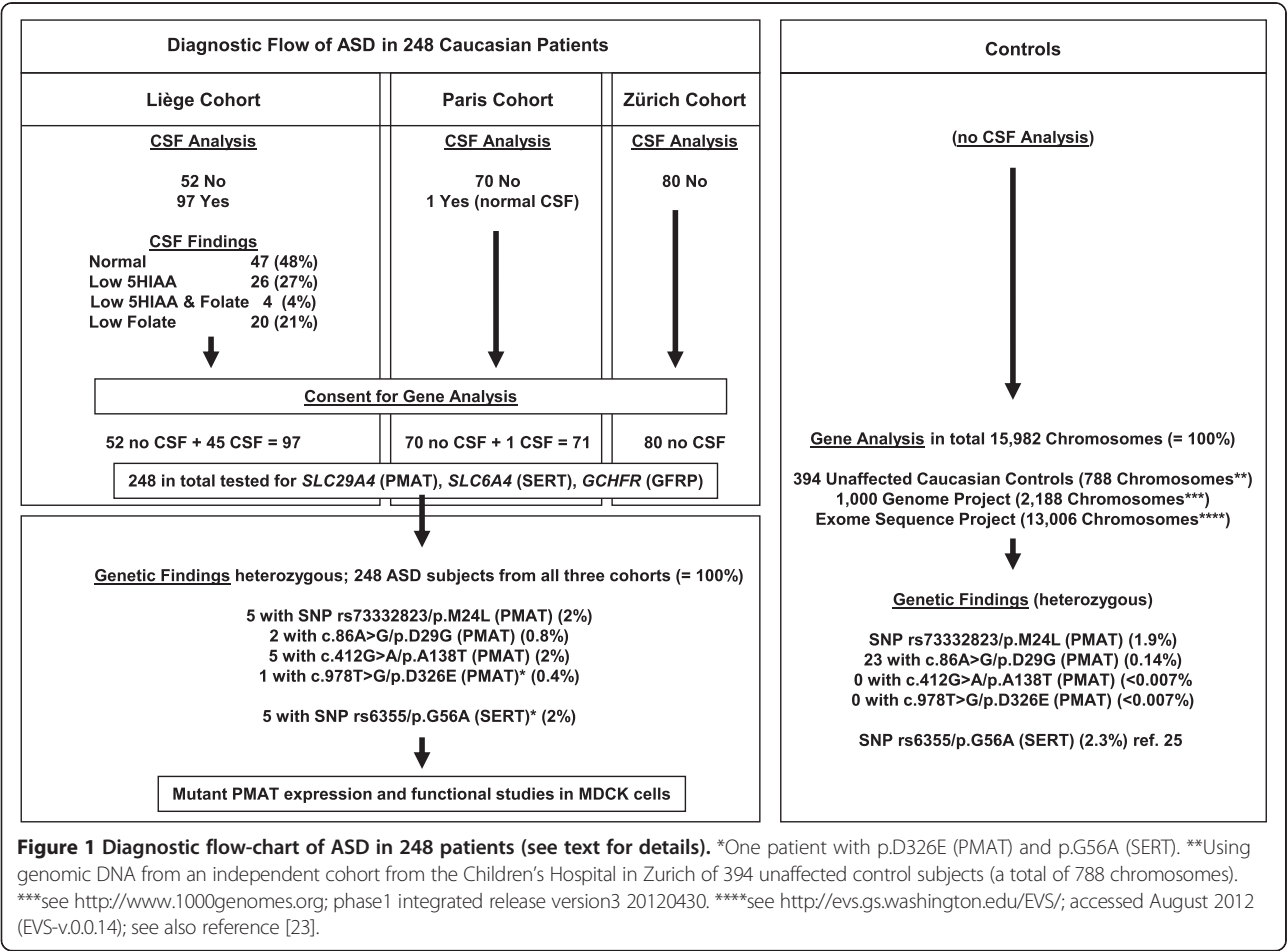 Diagnostic Flow of ASD in 248 Caucasian Patients
Liège Cohort
CSF Analysis
52 No
97 Yes
CSF Findings
Normal 47 (48%)
Low 5HIAA 26 (27%)
Low 5HIAA & Folate 4 (4%)
Low Folate 20 (21%)
Paris Cohort
CSF Analysis
70 No
1 Yes (normal CSF)
Zürich Cohort
CSF Analysis
80 No
Consent for Gene Analysis
52 no CSF + 45 CSF = 97
70 no CSF + 1 CSF = 71
80 no CSF
248 in total tested for SLC29A4 (PMAT), SLC6A4 (SERT), GCHFR (GFRP)
Genetic Findings heterozygous; 248 ASD subjects from all three cohorts (= 100%)
5 with SNP rs73332823/p.M24L (PMAT) (2%)
2 with c.86A>G/p.D29G (PMAT) (0.8%)
5 with c.412G>A/p.A138T (PMAT) (2%)
1 with c.978T>G/p.D326E (PMAT)* (0.4%)
5 with SNP rs6355/p.G56A (SERT)* (2%)
Mutant PMAT expression and functional studies in MDCK cells
Controls
(no CSF Analysis)
Gene Analysis in total 15,982 Chromosomes (= 100%)
394 Unaffected Caucasian Controls (788 Chromosomes**)
1,000 Genome Project (2,188 Chromosomes***)
Exome Sequence Project (13,006 Chromosomes****)
Genetic Findings (heterozygous)
SNP rs73332823/p.M24L (PMAT) (1.9%)
23 with c.86A>G/p.D29G (PMAT) (0.14%)
0 with c.412G>A/p.A138T (PMAT) (<0.007%
0 with c.978T>G/p.D326E (PMAT) (<0.007%)
SNP rs6355/p.G56A (SERT) (2.3%) ref. 25
Figure 1 Diagnostic flow-chart of ASD in 248 patients (see text for details). *One patient with p.D326E (PMAT) and p.G56A (SERT). **Using
genomic DNA from an independent cohort from the Children's Hospital in Zurich of 394 unaffected control subjects (a total of 788 chromosomes).
***see http://www.1000genomes.org; phase1 integrated release version3 20120430. ****see http://evs.gs.washington.edu/EVS/; accessed August 2012
(EVS-v.0.0.14); see also reference [23].